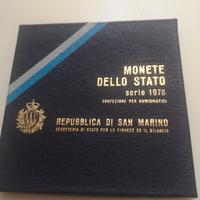 MONETE
DELLO STATO
serie 1978
CONFEZIONE PER NUMISMATICI
REPUBBLICA DI SAN MARINO
SEGRETERIA DI STATO PER LE FINANZE ED IL BILANCIO